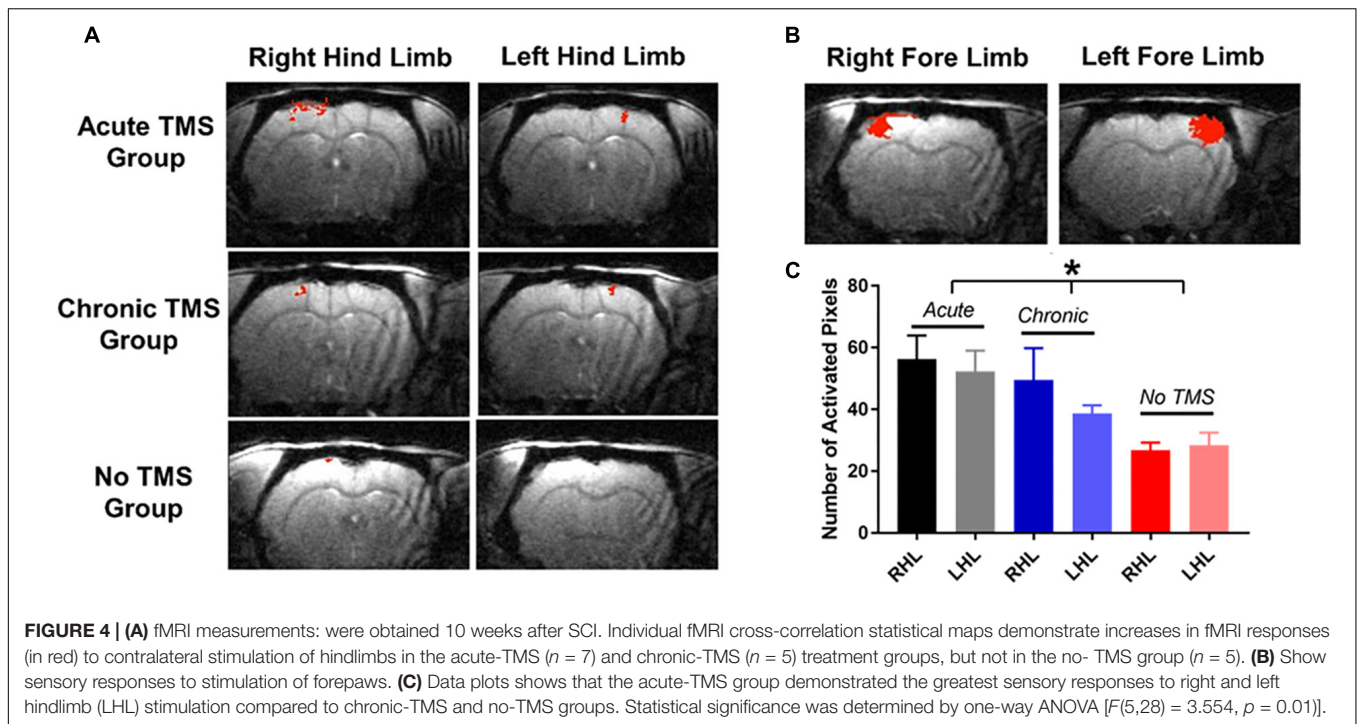 A
Right Hind Limb
Left Hind Limb
Acute TMS
Group
Chronic TMS
Group
No TMS
Group
B
Right Fore Limb
Left Fore Limb
C
*
Number of Activated Pixels
80
60
40
20
0
Acute
Chronic
No TMS
RHL
LHL
RHL
LHL
RHL
LHL
FIGURE 4 | (A) fMRI measurements: were obtained 10 weeks after SCI. Individual fMRI cross-correlation statistical maps demonstrate increases in fMRI responses
(in red) to contralateral stimulation of hindlimbs in the acute-TMS (n = 7) and chronic-TMS (n = 5) treatment groups, but not in the no- TMS group (n = 5). (B) Show
sensory responses to stimulation of forepaws. (C) Data plots shows that the acute-TMS group demonstrated the greatest sensory responses to right and left
hindlimb (LHL) stimulation compared to chronic-TMS and no-TMS groups. Statistical significance was determined by one-way ANOVA [F(5,28) = 3.554, p = 0.01)].